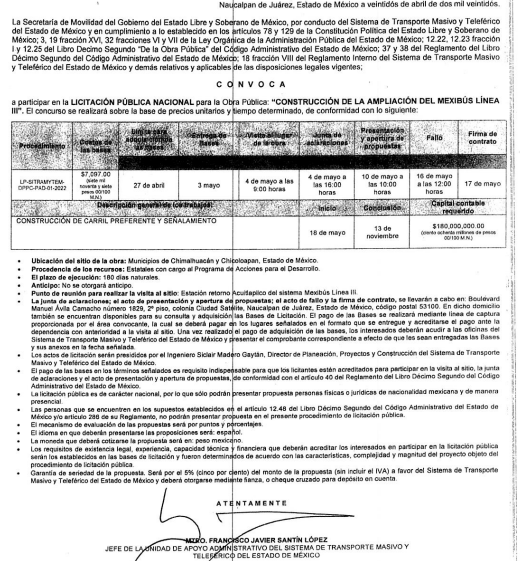 Naucalpan de Juárez, Estado de México a veintidós de abril de dos mil veintidós.
La Secretaría de Movilidad del Gobierno del Estado Libre y Soberano de México, por conducto del Sistema de Transporte Masivo y Teleférico
del Estado de México y en cumplimiento a lo establecido en los artículos 78 y 129 de la Constitución Política del Estado Libre y Soberano de
México; 3, 19 fracción XVI, 32 fracciones VI y VII de la Ley Orgánica de la Administración Pública del Estado de México; 12.22, 12.23 fracción
I y 12.25 del Libro Décimo Segundo "De la Obra Pública" del Código Administrativo del Estado de México; 37 y 38 del Reglamento del Libro
Décimo Segundo del Código Administrativo del Estado de México; 18 fracción VIII del Reglamento Interno del Sistema de Transporte Masivo
y Teleférico del Estado de México y demás relativos y aplicables de las disposiciones legales vigentes;
C O N V O C A
a participar en la LICITACIÓN PÚBLICA NACIONAL para la Obra Pública: "CONSTRUCCIÓN DE LA AMPLIACIÓN DEL MEXIBÚS LÍNEA
III". El concurso se realizará sobre la base de precios unitarios y tiempo determinado, de conformidad con lo siguiente:
Procedimiento Costos de las bases Límite para adquisición de las bases Entrega de Bases Visita al lugar de la obra Junta de aclaraciones Presentación y apertura de propuestas Fallo Firma de contrato
LP-SITRAMYTEM-DPPC-PAD-01-2022 $7,097.00 (siete mil noventa y siete pesos 00/100 M.N.) 27 de abril 3 mayo 4 de mayo a las 9:00 horas 4 de mayo a las 16:00 horas 10 de mayo a las 10:00 horas 16 de mayo a las 12:00 horas 17 de mayo
Descripción general de los trabajos Inicio Conclusión Capital contable requerido
CONSTRUCCIÓN DE CARRIL PREFERENTE Y SEÑALAMIENTO 18 de mayo 13 de noviembre $180,000,000.00 (ciento ochenta millones de pesos 00/100 M.N.)
• Ubicación del sitio de la obra: Municipios de Chimalhuacán y Chicoloapan, Estado de México.
• Procedencia de los recursos: Estatales con cargo al Programa de Acciones para el Desarrollo.
• El plazo de ejecución: 180 días naturales.
• Anticipo: No se otorgará anticipo.
• Punto de reunión para realizar la visita al sitio: Estación retorno Acuitlapilco del sistema Mexibús Línea III.
• La junta de aclaraciones; el acto de presentación y apertura de propuestas; el acto de fallo y la firma de contrato, se llevarán a cabo en: Boulevard
Manuel Ávila Camacho número 1829, 2º piso, colonia Ciudad Satélite, Naucalpan de Juárez, Estado de México, código postal 53100. En dicho domicilio
también se encuentran disponibles para su consulta y adquisición las Bases de Licitación. El pago de las Bases se realizará mediante línea de captura
proporcionada por el área convocante, la cual se deberá pagar en los lugares señalados en el formato que se entregue y acreditarse el pago ante la
dependencia con anterioridad a la visita al sitio. Una vez realizado el pago de adquisición de las bases, los interesados deberán acudir a las oficinas del
Sistema de Transporte Masivo y Teleférico del Estado de México y presentar el comprobante correspondiente a efecto de que les sean entregadas las Bases
y sus anexos en la fecha señalada.
• Los actos de licitación serán presididos por el Ingeniero Siclair Madero Gaytán, Director de Planeación, Proyectos y Construcción del Sistema de Transporte
Masivo y Teleférico del Estado de México.
• El pago de las bases en los términos señalados es requisito indispensable para que los licitantes estén acreditados para participar en la visita al sitio, la junta
de aclaraciones y el acto de presentación y apertura de propuestas, de conformidad con el artículo 40 del Reglamento del Libro Décimo Segundo del Código
Administrativo del Estado de México.
• La licitación pública es de carácter nacional, por lo que sólo podrán presentar propuesta personas físicas o jurídicas de nacionalidad mexicana y de manera
presencial.
• Las personas que se encuentren en los supuestos establecidos en el artículo 12.48 del Libro Décimo Segundo del Código Administrativo del Estado de
México y/o artículo 286 de su Reglamento, no podrán presentar propuesta en el presente procedimiento de licitación pública.
• El mecanismo de evaluación de las propuestas será por puntos y porcentajes.
• El idioma en que deberán presentarse las proposiciones será: español.
• La moneda que deberá cotizarse la propuesta será en: peso mexicano.
• Los requisitos de existencia legal, experiencia, capacidad técnica y financiera que deberán acreditar los interesados en participar en la licitación pública
serán los establecidos en las bases de licitación y fueron determinados de acuerdo con las características, complejidad y magnitud del proyecto objeto del
procedimiento de licitación pública.
• Garantía de seriedad de la propuesta. Será por el 5% (cinco por ciento) del monto de la propuesta (sin incluir el IVA) a favor del Sistema de Transporte
Masivo y Teleférico del Estado de México y deberá otorgarse mediante fianza, o cheque cruzado para depósito en cuenta.
A T E N T A M E N T E
MTRO. FRANCISCO JAVIER SANTÍN LÓPEZ
JEFE DE LA UNIDAD DE APOYO ADMINISTRATIVO DEL SISTEMA DE TRANSPORTE MASIVO Y
TELEFÉRICO DEL ESTADO DE MÉXICO